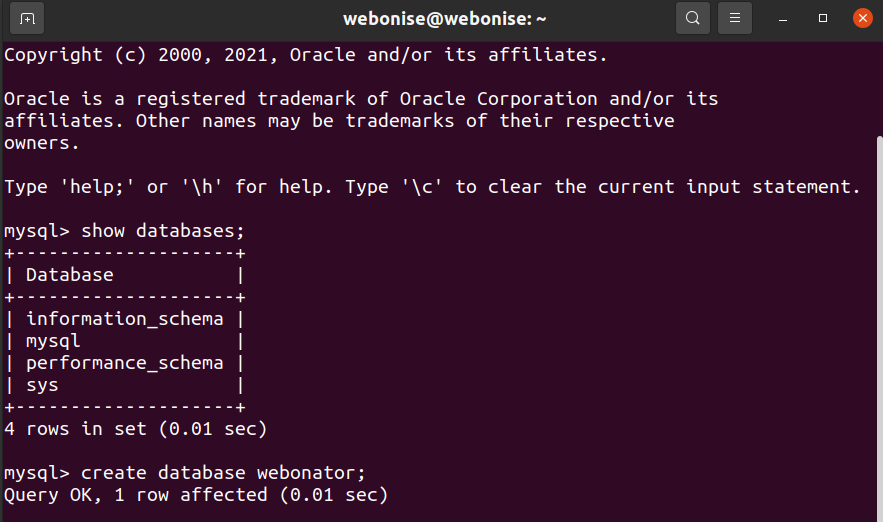 webonise@webonise: ~
Copyright (c) 2000, 2021, Oracle and/or its affiliates.
Oracle is a registered trademark of Oracle Corporation and/or its
affiliates. Other names may be trademarks of their respective
owners.
Type 'help;' or '\h' for help. Type '\c' to clear the current input statement.
mysql> show databases;
+--------------------+
| Database           |
+--------------------+
| information_schema |
| mysql              |
| performance_schema |
| sys                |
+--------------------+
4 rows in set (0.01 sec)
mysql> create database webonator;
Query OK, 1 row affected (0.01 sec)